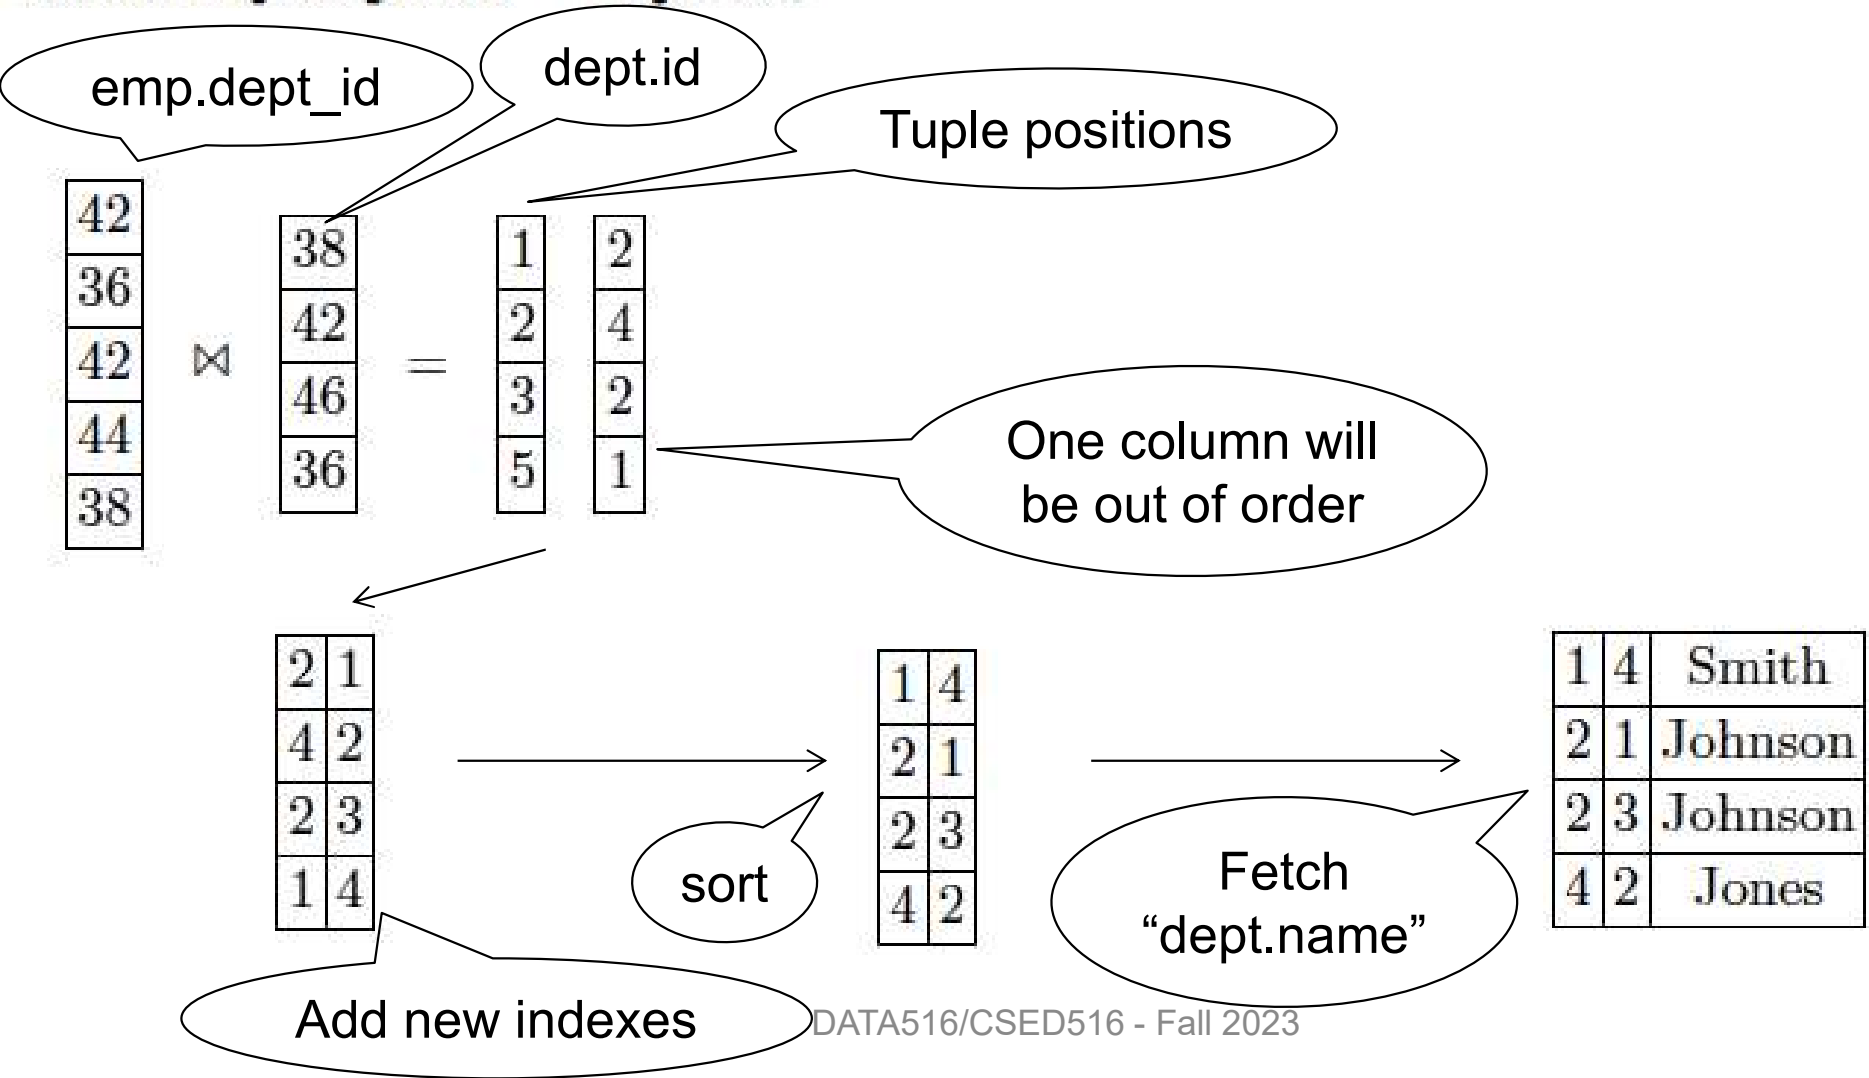 emp.dept_id
dept.id
Tuple positions
42
36
42
44
38
⋈
38
42
46
36
=
1 2
2 4
3 2
5 1
One column will
be out of order
2 1
4 2
2 3
1 4
Add new indexes
sort
1 4
2 1
2 3
4 2
Fetch
“dept.name”
1 4 Smith
2 1 Johnson
2 3 Johnson
4 2 Jones
DATA516/CSED516 - Fall 2023